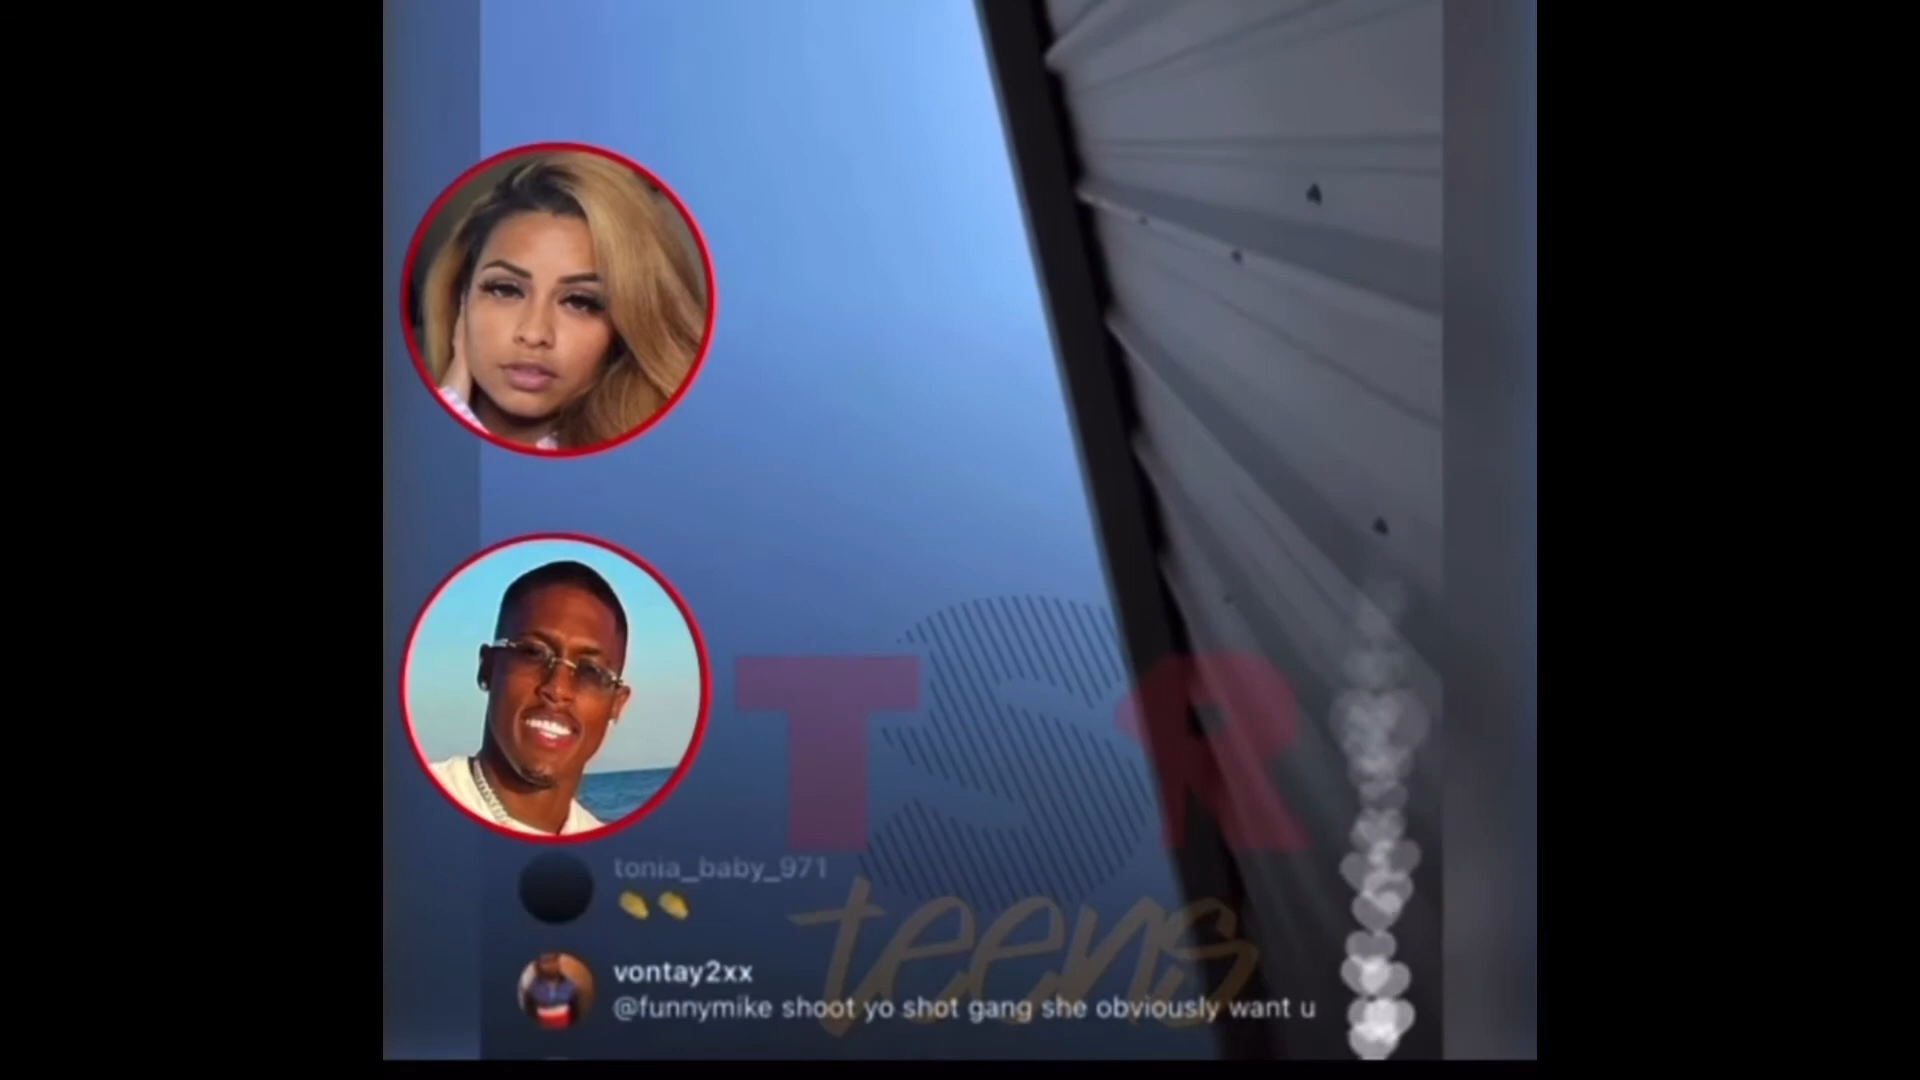 TSR
teens
tonia_baby_971
👏👏
vontay2xx
@funnymike shoot yo shot gang she obviously want u